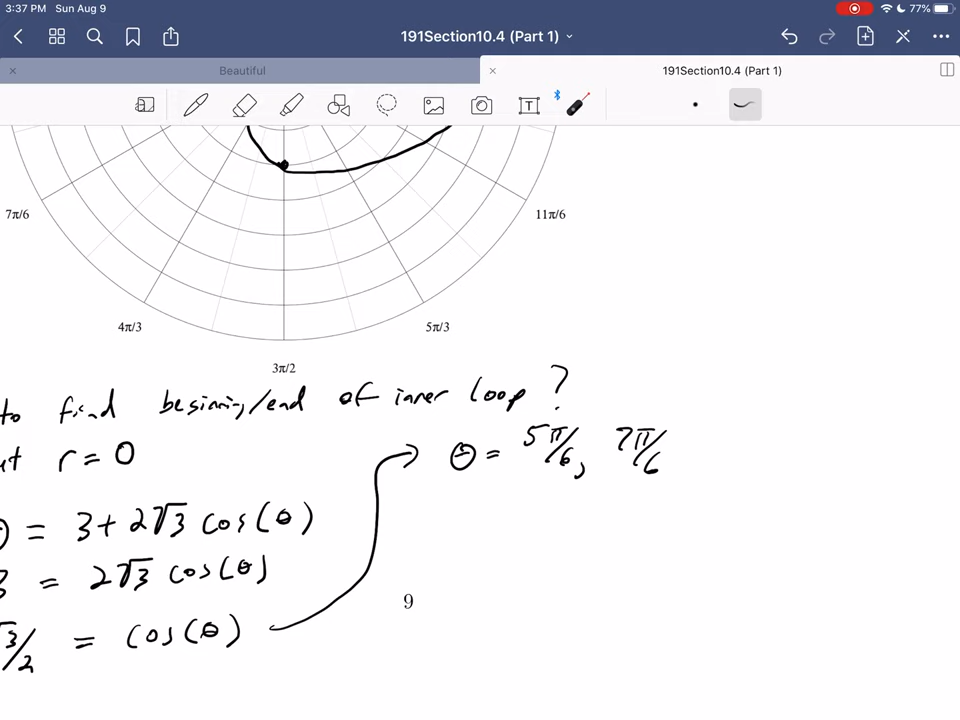 3:37 PM Sun Aug 9
77%
191Section10.4 (Part 1)
Beautiful
191Section10.4 (Part 1)
T
7π/6
11π/6
4π/3
5π/3
3π/2
to find beginning/end of inner loop?
r = 0
θ = 5π/6, 7π/6
= 3 + 2√3 cos(θ)
= 2√3 cos(θ)
9
√3/2 = cos(θ)